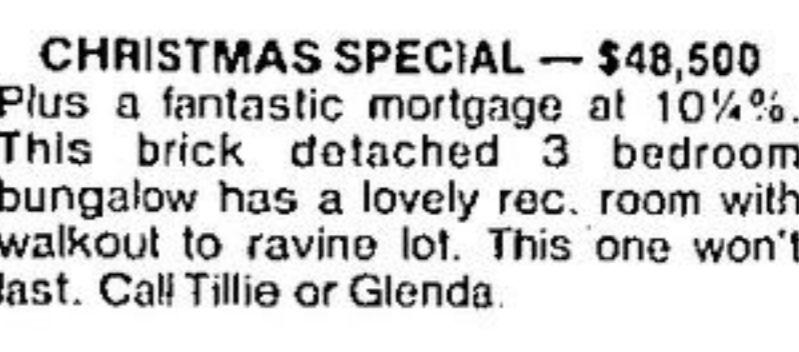 CHRISTMAS SPECIAL — $48,500
Plus a fantastic mortgage at 10¼%.
This brick detached 3 bedroom
bungalow has a lovely rec. room with
walkout to ravine lot. This one won't
last. Call Tillie or Glenda.